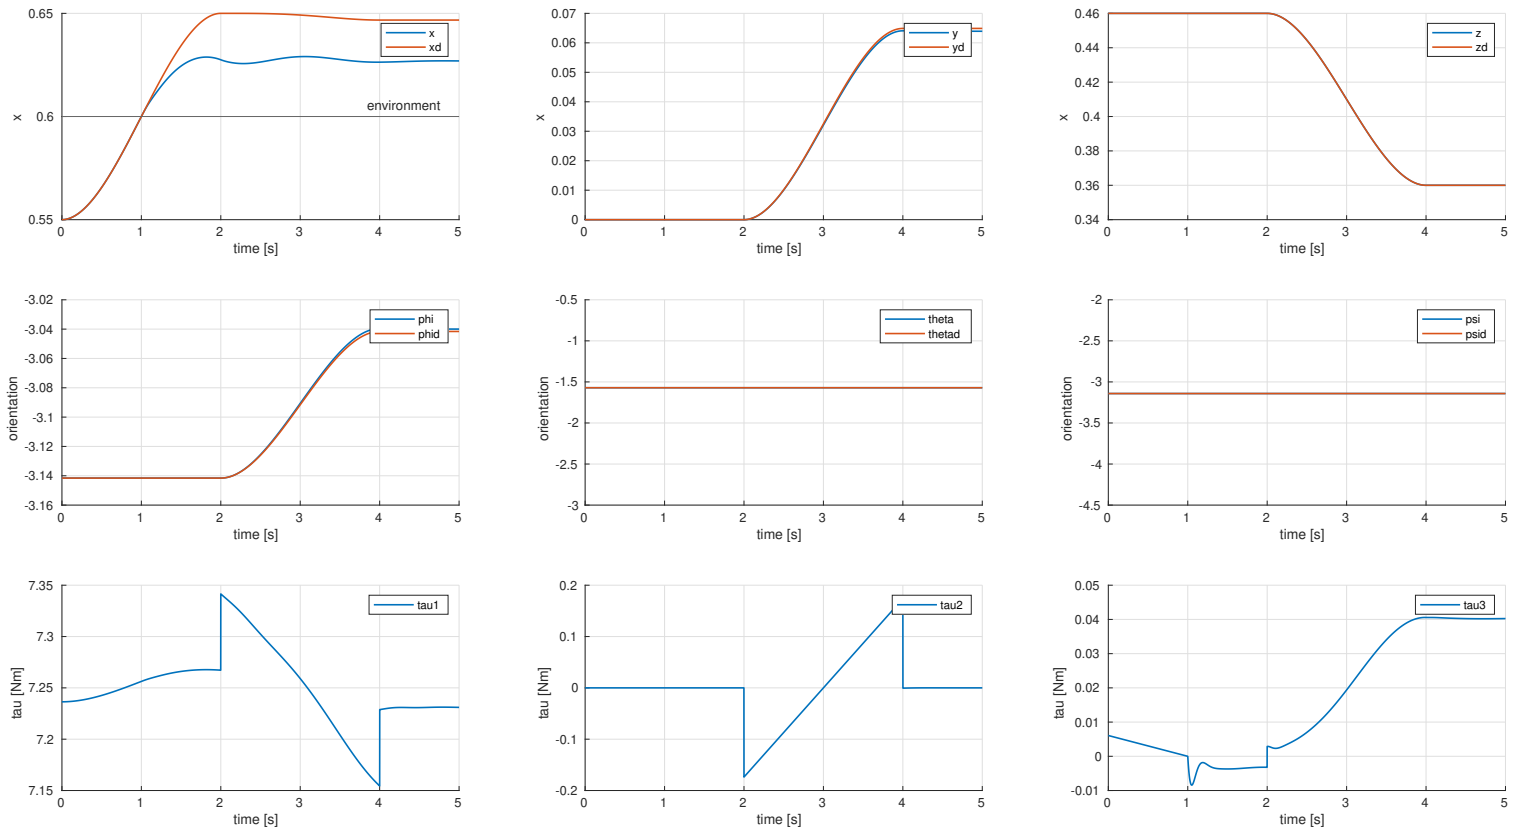 0.65
x
xd
environment
x
0.6
0.55
0 1 2 3 4 5
time [s]
0.07
y
yd
0.06
0.05
0.04
x
0.03
0.02
0.01
0
0 1 2 3 4 5
time [s]
0.46
z
zd
0.44
0.42
x
0.4
0.38
0.36
0.34
0 1 2 3 4 5
time [s]
-3.02
phi
phid
-3.04
-3.06
-3.08
orientation
-3.1
-3.12
-3.14
-3.16
0 1 2 3 4 5
time [s]
-0.5
theta
thetad
-1
-1.5
orientation
-2
-2.5
-3
0 1 2 3 4 5
time [s]
-2
psi
psid
-2.5
-3
orientation
-3.5
-4
-4.5
0 1 2 3 4 5
time [s]
7.35
tau1
7.3
tau [Nm]
7.25
7.2
7.15
0 1 2 3 4 5
time [s]
0.2
tau2
0.1
tau [Nm]
0
-0.1
-0.2
0 1 2 3 4 5
time [s]
0.05
tau3
0.04
0.03
tau [Nm]
0.02
0.01
0
-0.01
0 1 2 3 4 5
time [s]